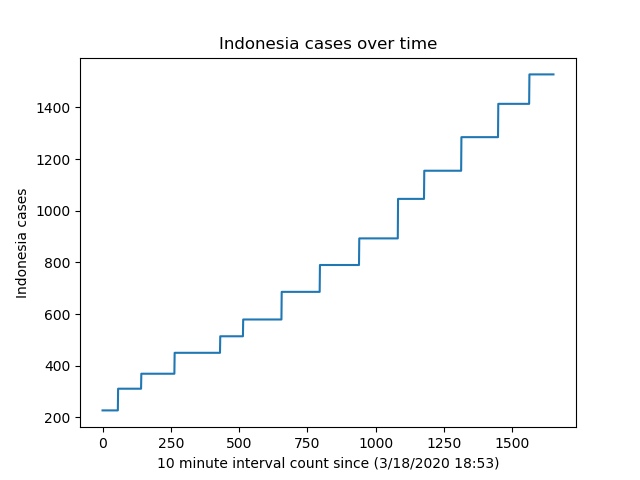 Indonesia cases over time
Indonesia cases
1400
1200
1000
800
600
400
200
0 250 500 750 1000 1250 1500
10 minute interval count since (3/18/2020 18:53)